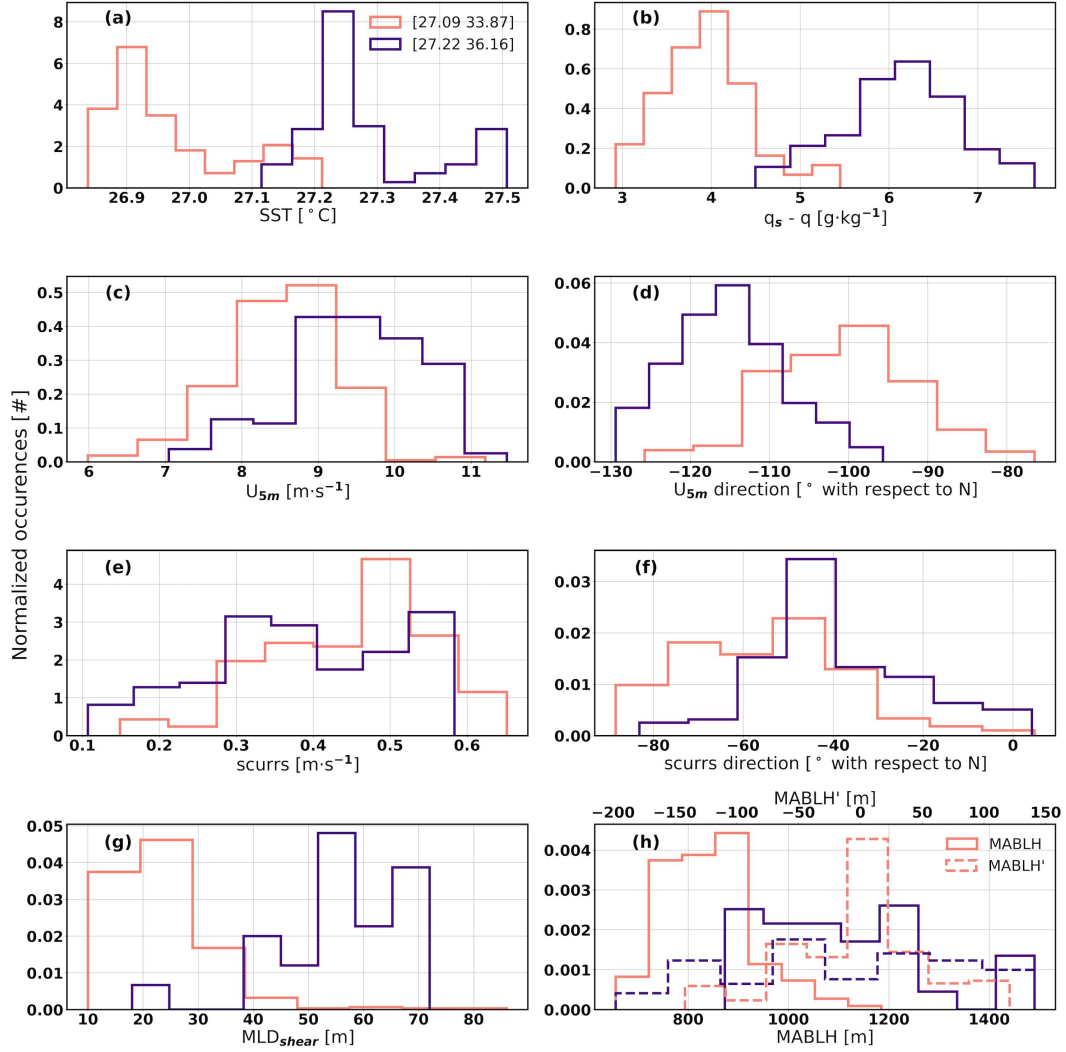 Normalized occurences [#]
(a)
[27.09 33.87]
[27.22 36.16]
0 2 4 6 8
26.9 27.0 27.1 27.2 27.3 27.4 27.5
SST [°C]
(b)
0.0 0.2 0.4 0.6 0.8
3 4 5 6 7
q_s - q [g·kg⁻¹]
(c)
0.0 0.1 0.2 0.3 0.4 0.5
6 7 8 9 10 11
U_5m [m·s⁻¹]
(d)
0.00 0.02 0.04 0.06
−130 −120 −110 −100 −90 −80
U_5m direction [° with respect to N]
(e)
0 1 2 3 4
0.1 0.2 0.3 0.4 0.5 0.6
scurrs [m·s⁻¹]
(f)
0.00 0.01 0.02 0.03
−80 −60 −40 −20 0
scurrs direction [° with respect to N]
(g)
0.00 0.01 0.02 0.03 0.04 0.05
10 20 30 40 50 60 70 80
MLD_shear [m]
MABLH' [m]
−200 −150 −100 −50 0 50 100 150
(h)
MABLH
MABLH'
0.000 0.001 0.002 0.003 0.004
800 1000 1200 1400
MABLH [m]